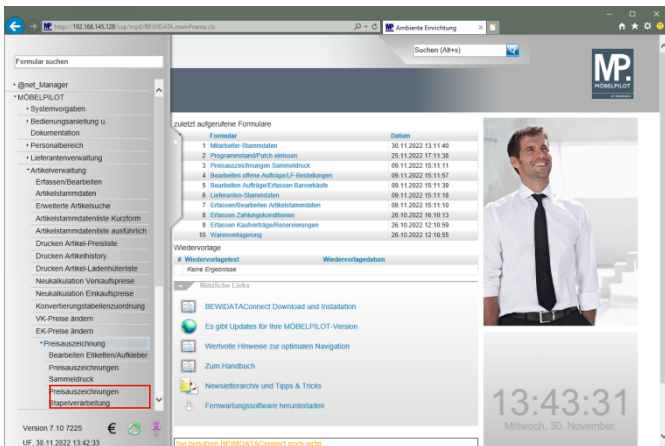 http://192.168.145.128/csp/mpll/BEWIDATA.mainFrame.cls
Ambiente Einrichtung
Suchen (Alt+s)
Formular suchen
MP.
MÖBELPILOT
@net_Manager
MÖBELPILOT
Systemvorgaben
Bedienungsanleitung u.
Dokumentation
Personalbereich
Lieferantenverwaltung
Artikelverwaltung
Erfassen/Bearbeiten
Artikelstammdaten
Erweiterte Artikelsuche
Artikelstammdatenliste Kurzform
Artikelstammdatenliste ausführlich
Drucken Artikel-Preisliste
Drucken Artikelhistory
Drucken Artikel-Ladenhüterliste
Neukalkulation Verkaufspreise
Neukalkulation Einkaufspreise
Konvertierungstabellenzuordnung
VK-Preise ändern
EK-Preise ändern
Preisauszeichnung
Bearbeiten Etiketten/Aufkleber
Preisauszeichnungen
Sammeldruck
Preisauszeichnungen
Stapelverarbeitung
Version 7.10 7225
UF, 30.11.2022 13:42:33
zuletzt aufgerufene Formulare
Formular Datum
1 Mitarbeiter-Stammdaten 30.11.2022 13:11:40
2 Programmstand/Patch einlesen 25.11.2022 17:11:38
3 Preisauszeichnungen Sammeldruck 09.11.2022 15:11:11
4 Bearbeiten offene Aufträge/LF-Bestellungen 09.11.2022 15:11:57
5 Bearbeiten Aufträge/Erfassen Barverkäufe 09.11.2022 15:11:39
6 Lieferanten-Stammdaten 09.11.2022 15:11:18
7 Erfassen/Bearbeiten Artikelstammdaten 09.11.2022 15:11:10
8 Erfassen Zahlungskonditionen 26.10.2022 16:10:13
9 Erfassen Kaufverträge/Reservierungen 26.10.2022 12:10:59
10 Warenverlagerung 26.10.2022 12:10:55
Wiedervorlage
# Wiedervorlagetext Wiedervorlagedatum
Keine Ergebnisse
Nützliche Links
BEWIDATAConnect Download und Installation
Es gibt Updates für Ihre MÖBELPILOT-Version
Wertvolle Hinweise zur optimalen Navigation
Zum Handbuch
Newsletterarchiv und Tipps & Tricks
Fernwartungssoftware herunterladen
Sie benutzen BEWIDATAConnect noch nicht
13:43:31
Mittwoch, 30. November